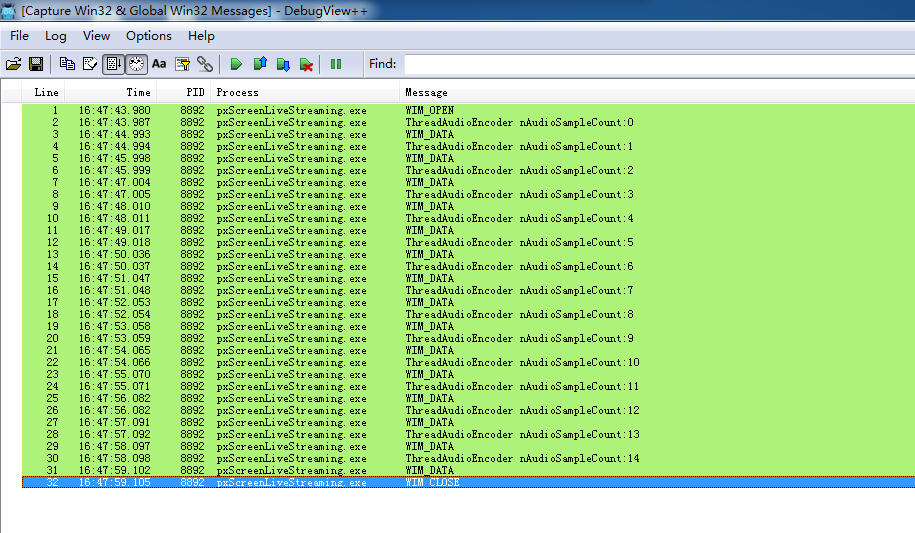 [Capture Win32 & Global Win32 Messages] - DebugView++
File Log View Options Help
Aa Find:
Line Time PID Process Message
1 16:47:43.980 8892 pxScreenLiveStreaming.exe WIM_OPEN
2 16:47:43.987 8892 pxScreenLiveStreaming.exe ThreadAudioEncoder nAudioSampleCount:0
3 16:47:44.993 8892 pxScreenLiveStreaming.exe WIM_DATA
4 16:47:44.994 8892 pxScreenLiveStreaming.exe ThreadAudioEncoder nAudioSampleCount:1
5 16:47:45.998 8892 pxScreenLiveStreaming.exe WIM_DATA
6 16:47:45.999 8892 pxScreenLiveStreaming.exe ThreadAudioEncoder nAudioSampleCount:2
7 16:47:47.004 8892 pxScreenLiveStreaming.exe WIM_DATA
8 16:47:47.005 8892 pxScreenLiveStreaming.exe ThreadAudioEncoder nAudioSampleCount:3
9 16:47:48.010 8892 pxScreenLiveStreaming.exe WIM_DATA
10 16:47:48.011 8892 pxScreenLiveStreaming.exe ThreadAudioEncoder nAudioSampleCount:4
11 16:47:49.017 8892 pxScreenLiveStreaming.exe WIM_DATA
12 16:47:49.018 8892 pxScreenLiveStreaming.exe ThreadAudioEncoder nAudioSampleCount:5
13 16:47:50.036 8892 pxScreenLiveStreaming.exe WIM_DATA
14 16:47:50.037 8892 pxScreenLiveStreaming.exe ThreadAudioEncoder nAudioSampleCount:6
15 16:47:51.047 8892 pxScreenLiveStreaming.exe WIM_DATA
16 16:47:51.048 8892 pxScreenLiveStreaming.exe ThreadAudioEncoder nAudioSampleCount:7
17 16:47:52.053 8892 pxScreenLiveStreaming.exe WIM_DATA
18 16:47:52.054 8892 pxScreenLiveStreaming.exe ThreadAudioEncoder nAudioSampleCount:8
19 16:47:53.058 8892 pxScreenLiveStreaming.exe WIM_DATA
20 16:47:53.059 8892 pxScreenLiveStreaming.exe ThreadAudioEncoder nAudioSampleCount:9
21 16:47:54.065 8892 pxScreenLiveStreaming.exe WIM_DATA
22 16:47:54.066 8892 pxScreenLiveStreaming.exe ThreadAudioEncoder nAudioSampleCount:10
23 16:47:55.070 8892 pxScreenLiveStreaming.exe WIM_DATA
24 16:47:55.071 8892 pxScreenLiveStreaming.exe ThreadAudioEncoder nAudioSampleCount:11
25 16:47:56.082 8892 pxScreenLiveStreaming.exe WIM_DATA
26 16:47:56.082 8892 pxScreenLiveStreaming.exe ThreadAudioEncoder nAudioSampleCount:12
27 16:47:57.091 8892 pxScreenLiveStreaming.exe WIM_DATA
28 16:47:57.092 8892 pxScreenLiveStreaming.exe ThreadAudioEncoder nAudioSampleCount:13
29 16:47:58.097 8892 pxScreenLiveStreaming.exe WIM_DATA
30 16:47:58.098 8892 pxScreenLiveStreaming.exe ThreadAudioEncoder nAudioSampleCount:14
31 16:47:59.102 8892 pxScreenLiveStreaming.exe WIM_DATA
32 16:47:59.105 8892 pxScreenLiveStreaming.exe WIM_CLOSE